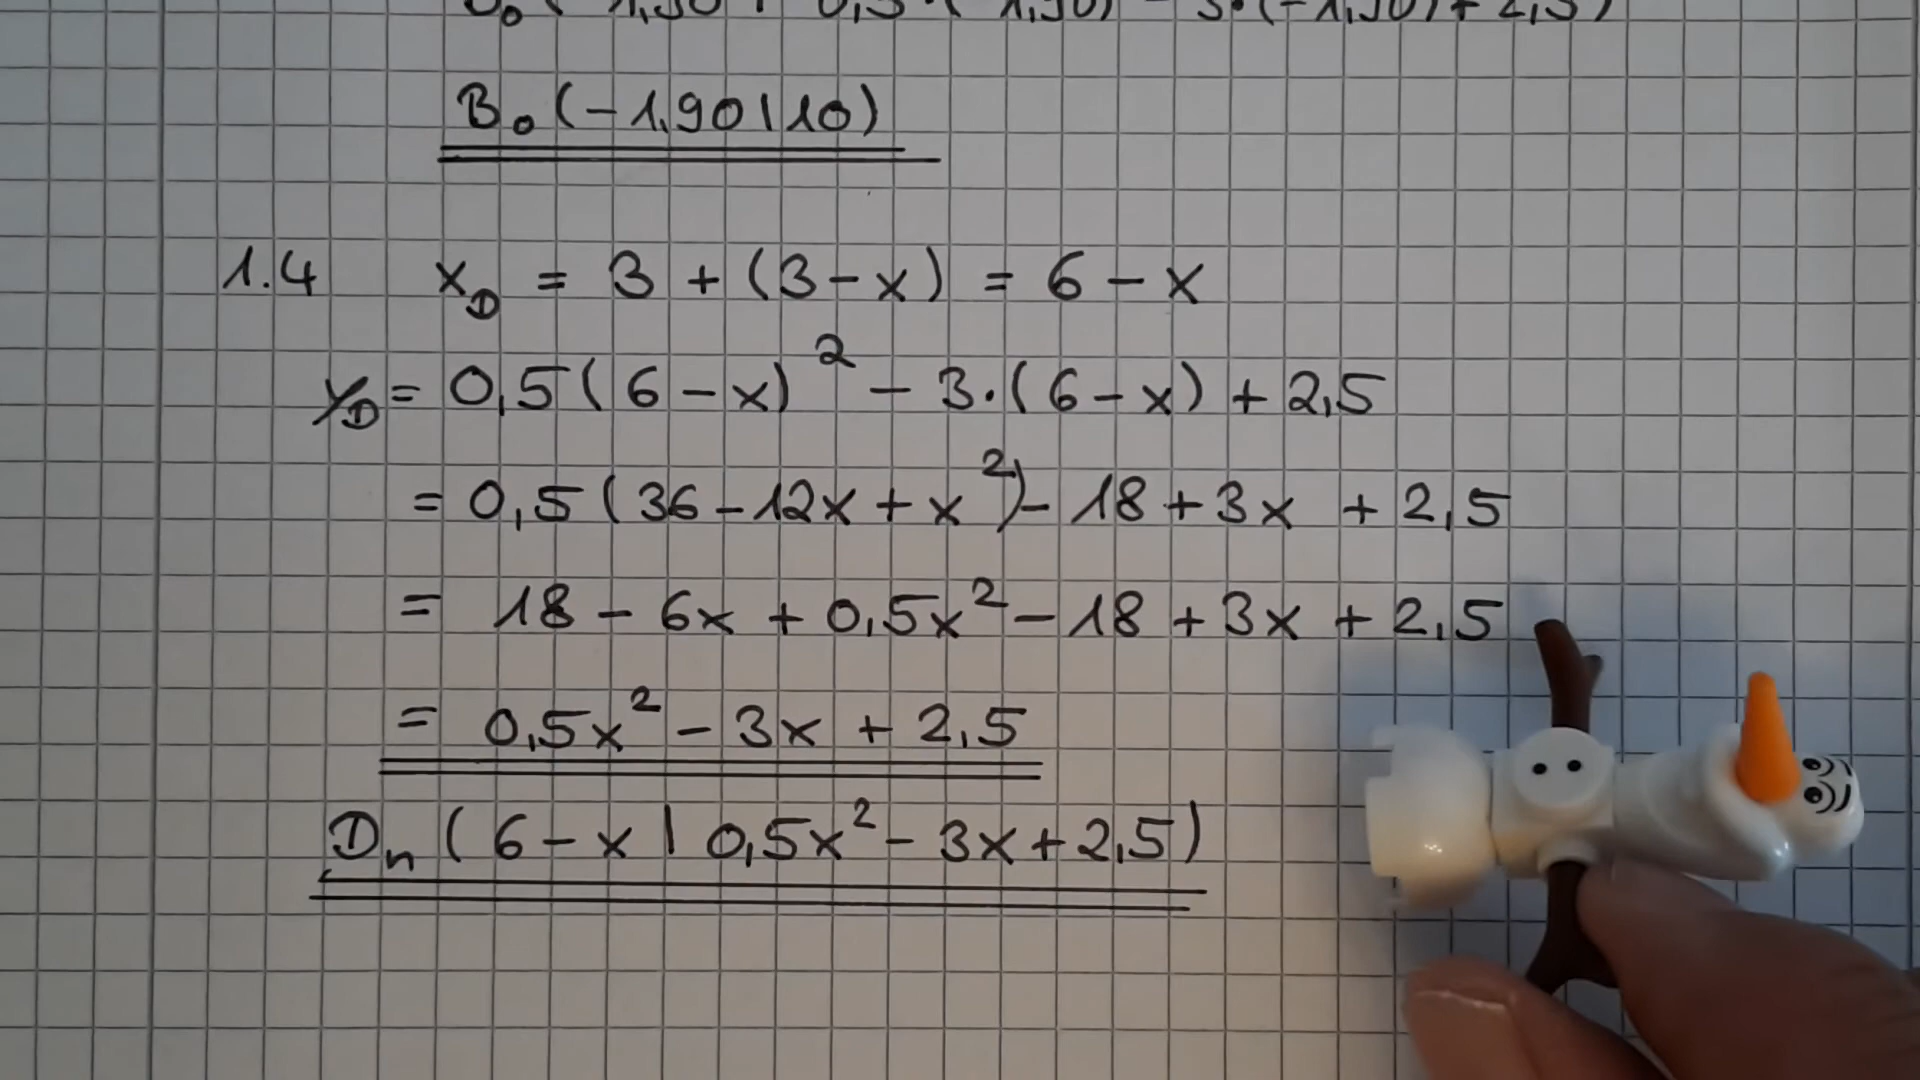 B₀(-1,90|10)
1.4 x_D = 3 + (3-x) = 6 - x
y_D = 0,5(6-x)² - 3·(6-x) + 2,5
= 0,5(36-12x+x²) - 18 + 3x + 2,5
= 18 - 6x + 0,5x² - 18 + 3x + 2,5
= 0,5x² - 3x + 2,5
Dₙ(6-x | 0,5x² - 3x + 2,5)